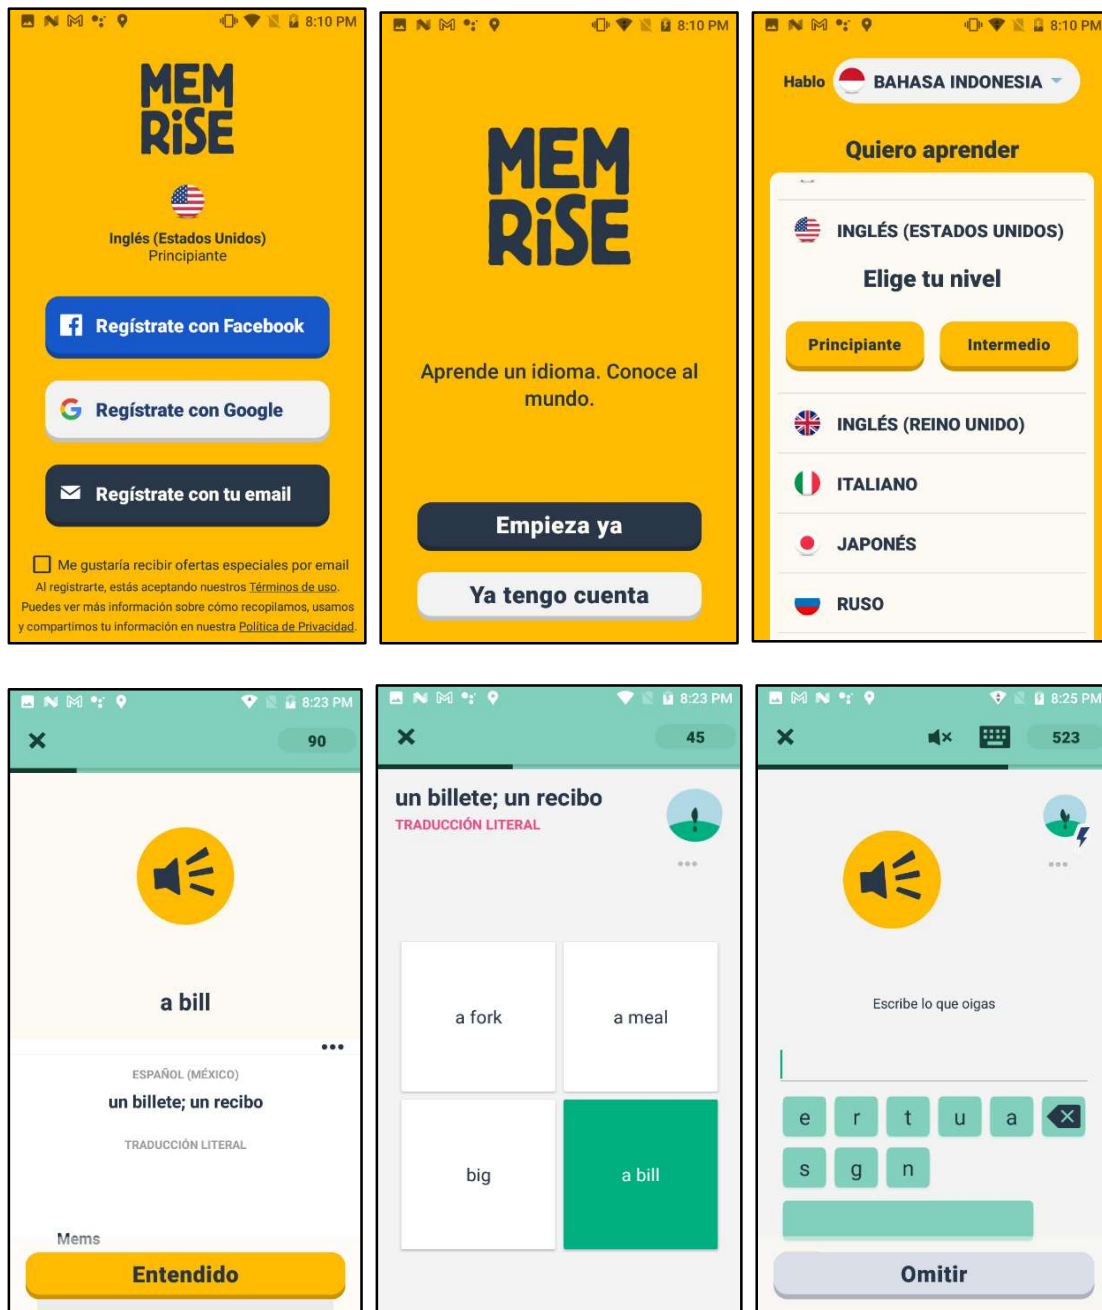 8:10 PM
MEM
RiSE
Inglés (Estados Unidos)
Principiante
Regístrate con Facebook
Regístrate con Google
Regístrate con tu email
Me gustaría recibir ofertas especiales por email
Al registrarte, estás aceptando nuestros Términos de uso.
Puedes ver más información sobre cómo recopilamos, usamos
y compartimos tu información en nuestra Política de Privacidad.
8:10 PM
MEM
RiSE
Aprende un idioma. Conoce al
mundo.
Empieza ya
Ya tengo cuenta
8:10 PM
Hablo BAHASA INDONESIA
Quiero aprender
INGLÉS (ESTADOS UNIDOS)
Elige tu nivel
Principiante Intermedio
INGLÉS (REINO UNIDO)
ITALIANO
JAPONÉS
RUSO
8:23 PM
90
a bill
ESPAÑOL (MÉXICO)
un billete; un recibo
TRADUCCIÓN LITERAL
Mems
Entendido
8:23 PM
45
un billete; un recibo
TRADUCCIÓN LITERAL
a fork a meal
big a bill
8:25 PM
523
Escribe lo que oigas
e r t u a
s g n
Omitir